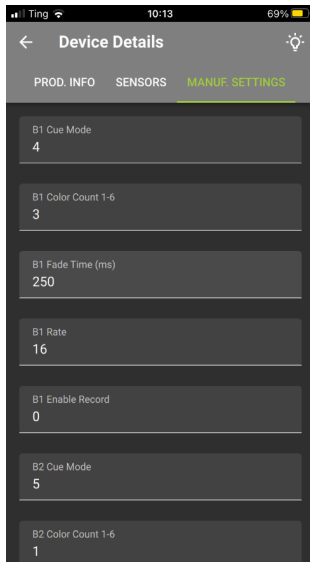 Ting 10:13 69%
Device Details
PROD. INFO SENSORS MANUF. SETTINGS
B1 Cue Mode
4
B1 Color Count 1-6
3
B1 Fade Time (ms)
250
B1 Rate
16
B1 Enable Record
0
B2 Cue Mode
5
B2 Color Count 1-6
1